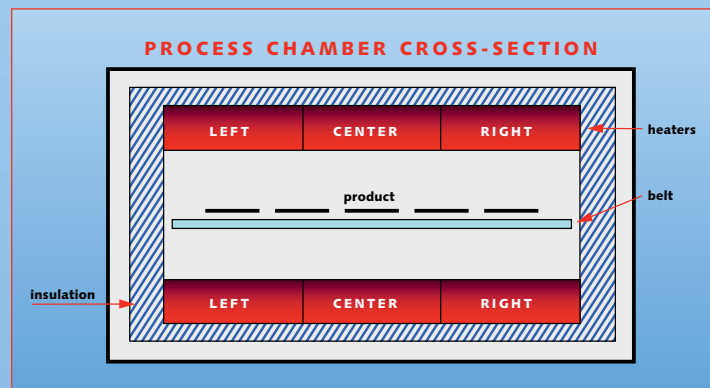 PROCESS CHAMBER CROSS-SECTION
LEFT CENTER RIGHT
heaters
product
belt
insulation
LEFT CENTER RIGHT